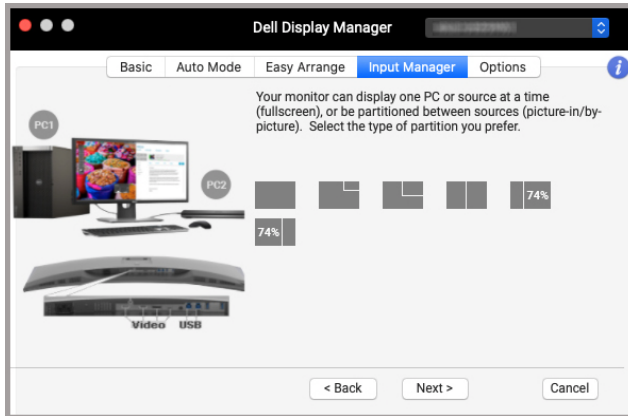 Dell Display Manager
Basic Auto Mode Easy Arrange Input Manager Options
Your monitor can display one PC or source at a time
(fullscreen), or be partitioned between sources (picture-in/by-
picture). Select the type of partition you prefer.
PC1
PC2
74%
74%
Video USB
< Back Next > Cancel